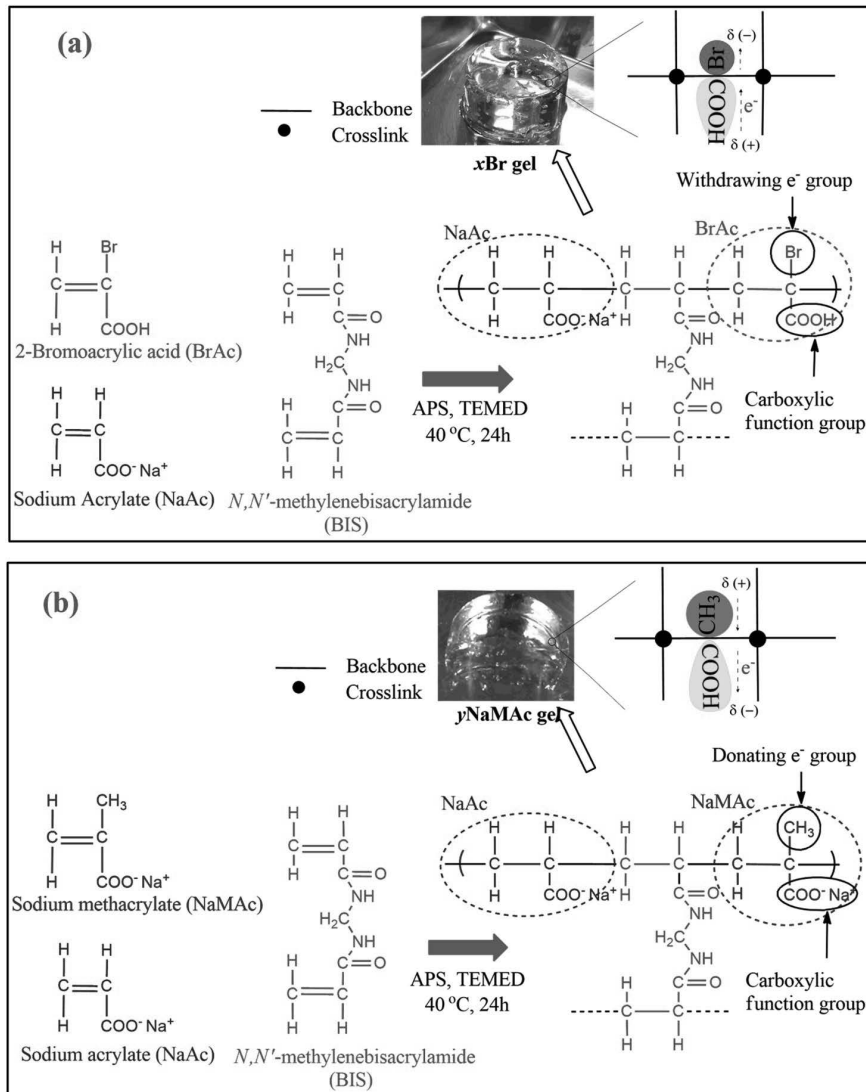 (a)
Backbone
Crosslink
xBr gel
δ (−)
Br
COOH
e⁻
δ (+)
Withdrawing e⁻ group
NaAc
BrAc
H Br
C C
H COOH
2-Bromoacrylic acid (BrAc)
H H
C C
H COO⁻ Na⁺
Sodium Acrylate (NaAc)
H H
C C
H C O
NH
H₂C
NH
H C O
C C
H H
N,N'-methylenebisacrylamide
(BIS)
APS, TEMED
40 °C, 24h
H H H H H Br
( C C C C C C )
H COO⁻Na⁺ H C O H COOH
NH
H₂C
NH
H C O
C C
H H
Carboxylic
function group
(b)
Backbone
Crosslink
yNaMAc gel
δ (+)
CH₃
COOH
e⁻
δ (−)
Donating e⁻ group
NaAc
NaMAc
H CH₃
C C
H COO⁻ Na⁺
Sodium methacrylate (NaMAc)
H H
C C
H COO⁻ Na⁺
Sodium acrylate (NaAc)
H H
C C
H C O
NH
H₂C
NH
H C O
C C
H H
N,N'-methylenebisacrylamide
(BIS)
APS, TEMED
40 °C, 24h
H H H H H CH₃
( C C C C C C )
H COO⁻Na⁺ H C O H COO⁻ Na⁺
NH
H₂C
NH
H C O
C C
H H
Carboxylic
function group